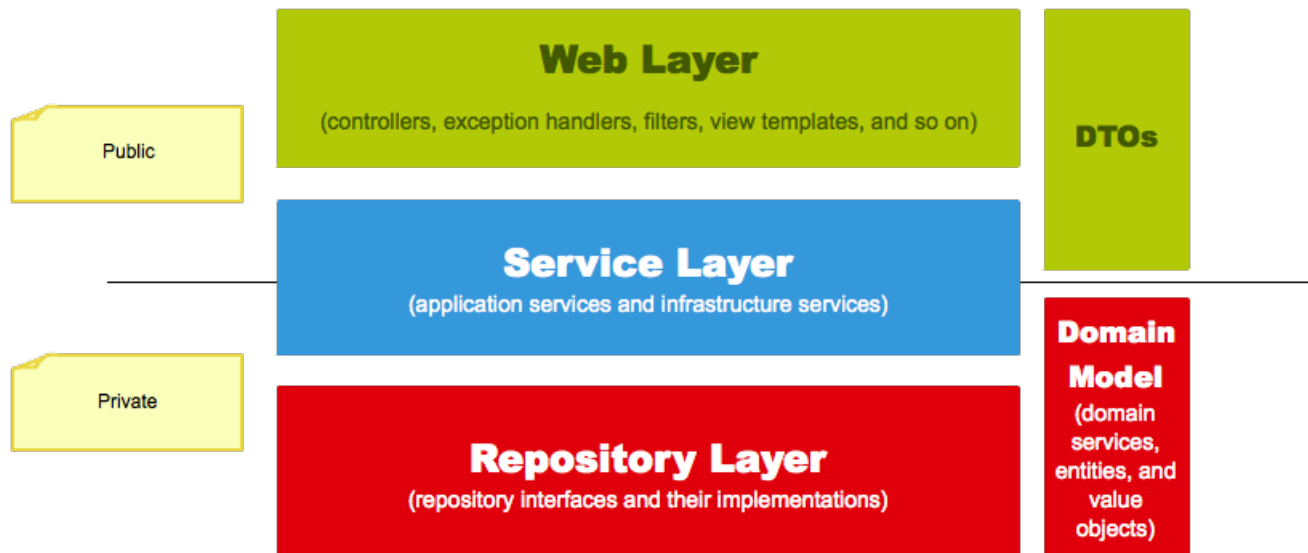 Web Layer
(controllers, exception handlers, filters, view templates, and so on)
DTOs
Public
Service Layer
(application services and infrastructure services)
Private
Repository Layer
(repository interfaces and their implementations)
Domain
Model
(domain
services,
entities, and
value
objects)